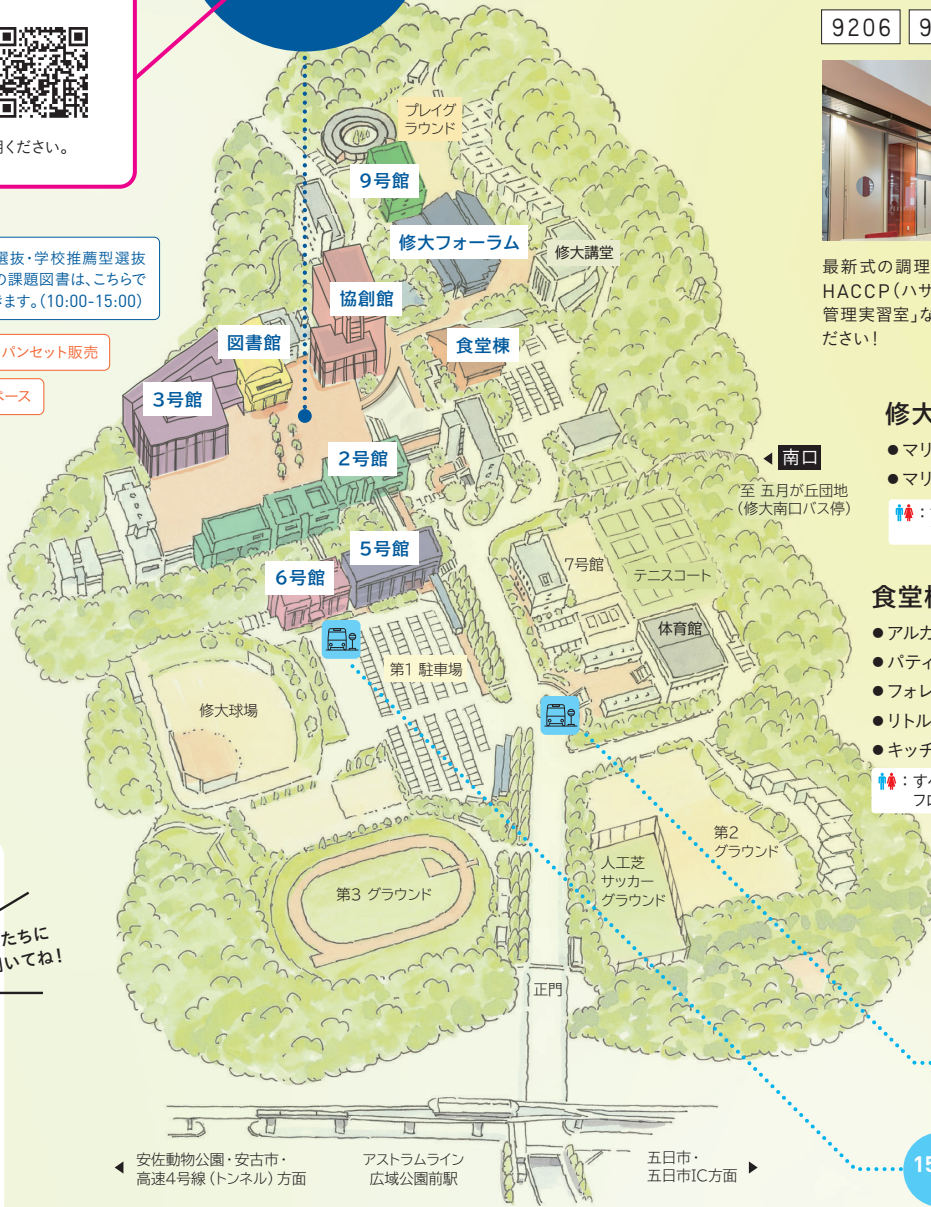 9206
月ください。
最新式の調理
HACCP（ハサ
管理実習室」な
ださい！
選抜・学校推薦型選抜
の課題図書は、こちらで
きます。（10:00-15:00）
パンセット販売
ペース
プレイグ
ラウンド
9号館
修大フォーラム
修大講堂
協創館
図書館
食堂棟
3号館
2号館
5号館
6号館
◀ 南口
至 五月が丘団地
（修大南口バス停）
7号館
テニスコート
体育館
第1 駐車場
修大球場
第2
グラウンド
人工芝
サッカー
グラウンド
第3 グラウンド
正門
修大
●マリ
●マリ
食堂棟
●アルカ
●パティ
●フォレ
●リトル
●キッチ
：すべ
フロ
たちに
いてね！
◀ 安佐動物公園・安古市・
高速4号線（トンネル）方面
アストラムライン
広域公園前駅
五日市・
五日市IC方面 ▶
15